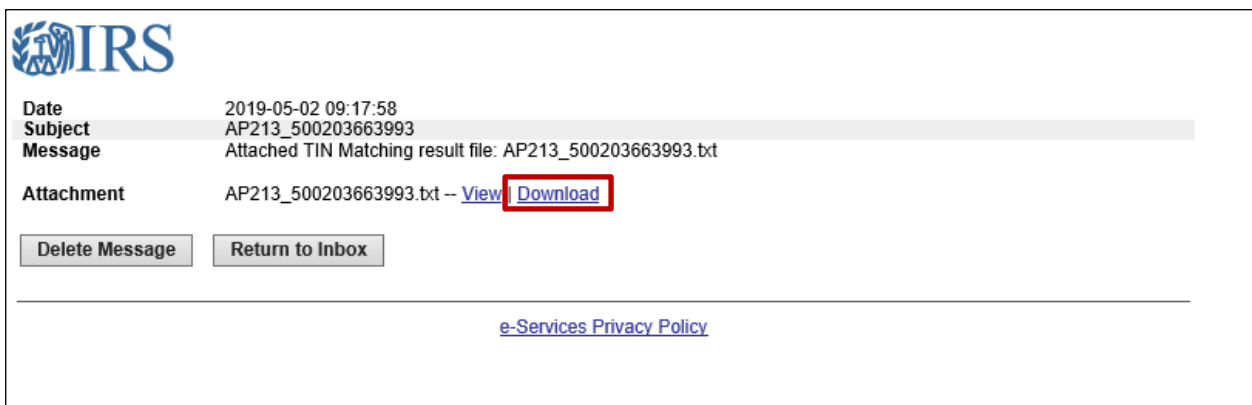 IRS
Date 2019-05-02 09:17:58
Subject AP213_500203663993
Message Attached TIN Matching result file: AP213_500203663993.txt
Attachment AP213_500203663993.txt -- View | Download
Delete Message Return to Inbox
e-Services Privacy Policy